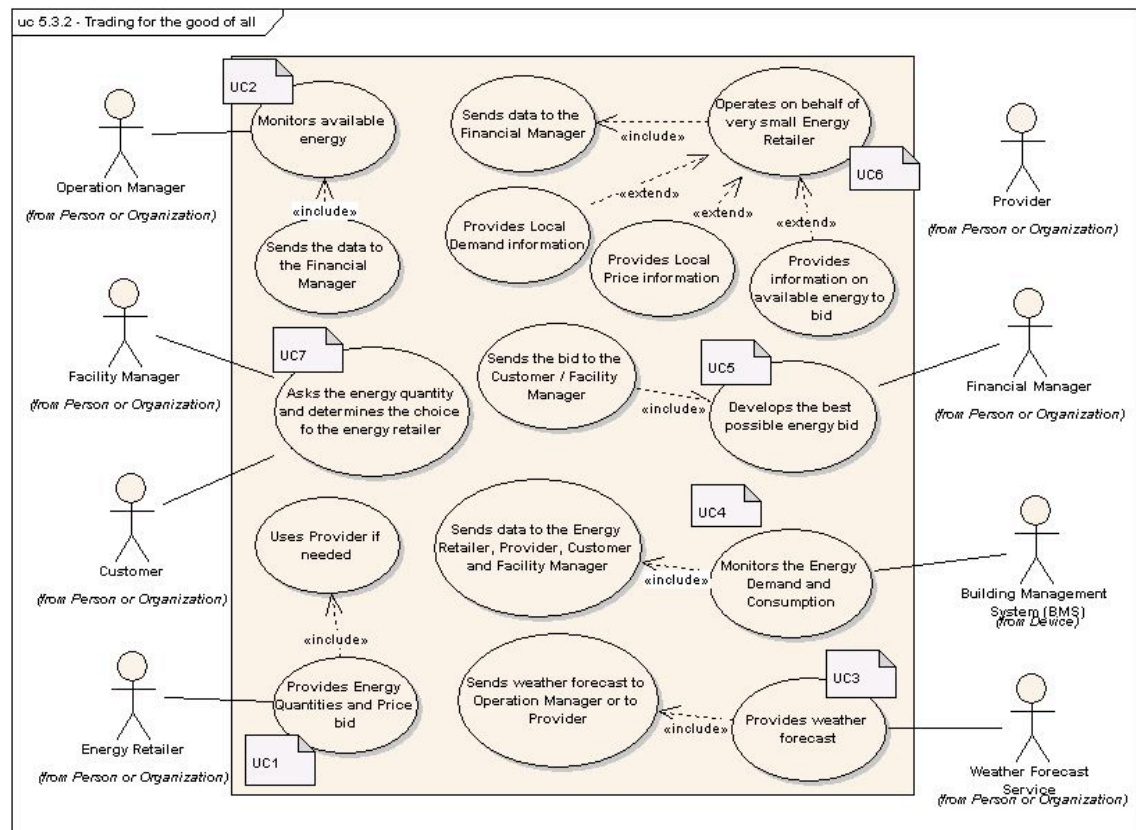 uc 5.3.2 - Trading for the good of all
UC2
Monitors available
energy
Operation Manager
(from Person or Organization)
«include»
Sends the data to
the Financial
Manager
Sends data to the
Financial Manager
«include»
Operates on behalf of
very small Energy
Retailer
UC6
«extend»
«extend»
«extend»
Provides Local
Demand information
Provides Local
Price information
Provides
information on
available energy to
bid
Provider
(from Person or Organization)
Facility Manager
(from Person or Organization)
UC7
Asks the energy quantity
and determines the choice
fo the energy retailer
Sends the bid to the
Customer / Facility
Manager
«include»
UC5
Develops the best
possible energy bid
Financial Manager
(from Person or Organization)
Customer
(from Person or Organization)
Uses Provider if
needed
«include»
Sends data to the Energy
Retailer, Provider, Customer
and Facility Manager
«include»
UC4
Monitors the Energy
Demand and
Consumption
Building Management
System (BMS)
(from Device)
Energy Retailer
(from Person or Organization)
Provides Energy
Quantities and Price
bid
UC1
Sends weather forecast to
Operation Manager or to
Provider
«include»
UC3
Provides weather
forecast
Weather Forecast
Service
(from Person or Organization)